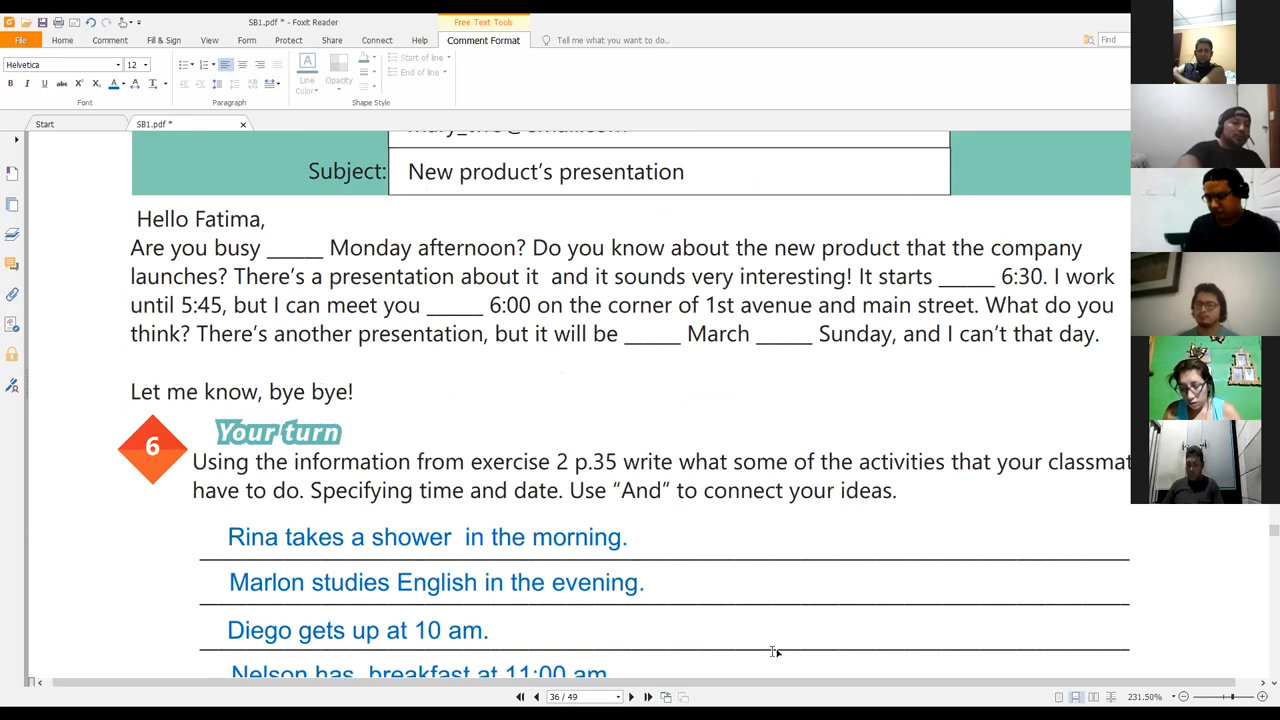 SB1.pdf * - Foxit Reader
Free Text Tools
File Home Comment Fill & Sign View Form Protect Share Connect Help Comment Format Tell me what you want to do.. Find
Helvetica 12
Start of line
End of line
Line Color
Opacity
Font Paragraph Shape Style
Start SB1.pdf *
Subject: New product's presentation
Hello Fatima,
Are you busy _____ Monday afternoon? Do you know about the new product that the company
launches? There's a presentation about it and it sounds very interesting! It starts _____ 6:30. I work
until 5:45, but I can meet you _____ 6:00 on the corner of 1st avenue and main street. What do you
think? There's another presentation, but it will be _____ March _____ Sunday, and I can't that day.
Let me know, bye bye!
6 Your turn
Using the information from exercise 2 p.35 write what some of the activities that your classmat
have to do. Specifying time and date. Use “And” to connect your ideas.
Rina takes a shower in the morning.
Marlon studies English in the evening.
Diego gets up at 10 am.
Nelson has breakfast at 11:00 am
36 / 49 231.50%